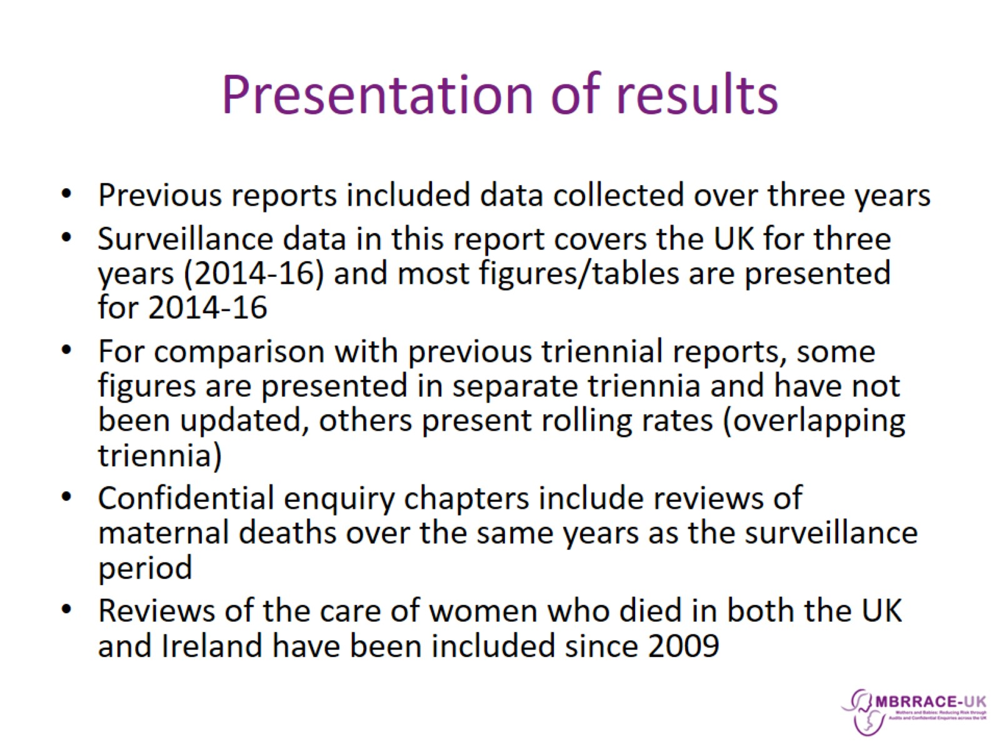 Presentation of results
• Previous reports included data collected over three years
• Surveillance data in this report covers the UK for three
years (2014-16) and most figures/tables are presented
for 2014-16
• For comparison with previous triennial reports, some
figures are presented in separate triennia and have not
been updated, others present rolling rates (overlapping
triennia)
• Confidential enquiry chapters include reviews of
maternal deaths over the same years as the surveillance
period
• Reviews of the care of women who died in both the UK
and Ireland have been included since 2009
MBRRACE-UK
Mothers and Babies: Reducing Risk through
Audits and Confidential Enquiries across the UK